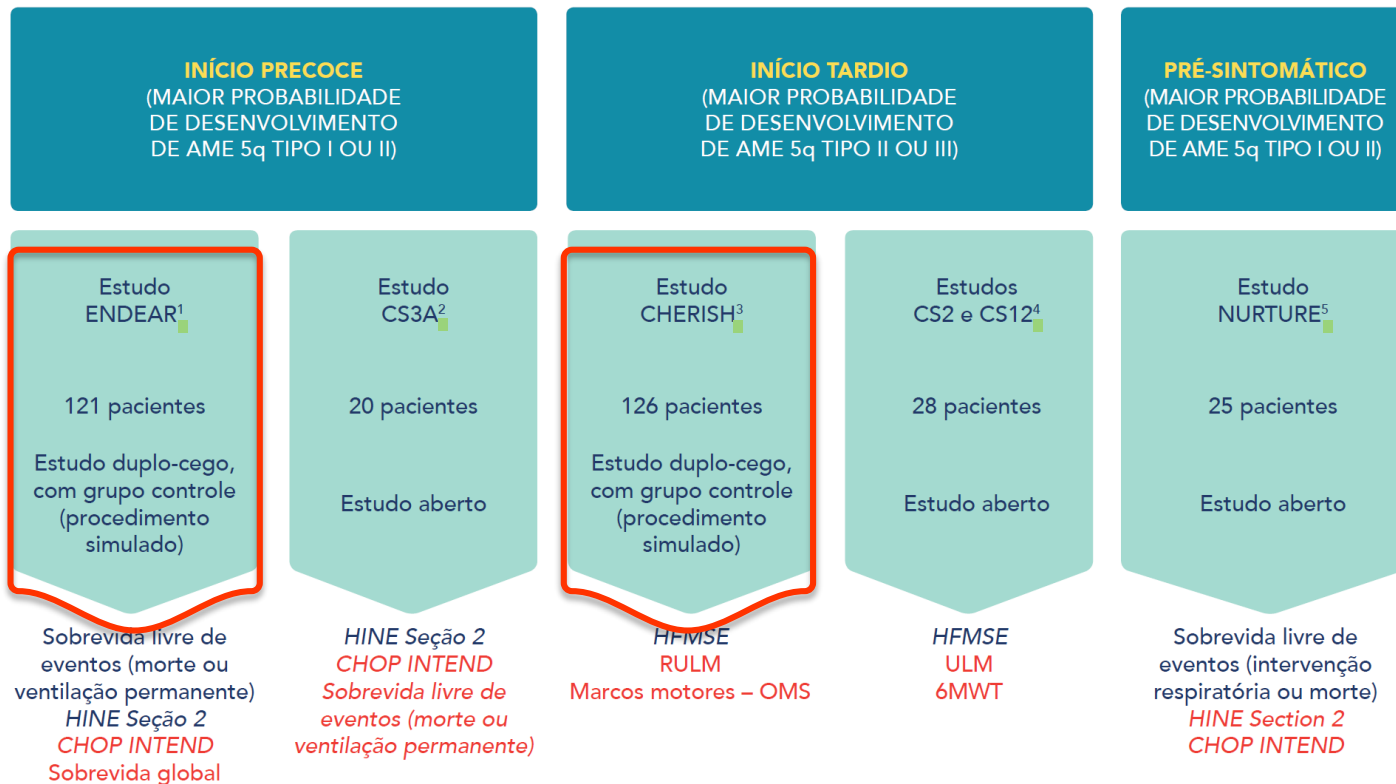 INÍCIO PRECOCE
(MAIOR PROBABILIDADE
DE DESENVOLVIMENTO
DE AME 5q TIPO I OU II)
INÍCIO TARDIO
(MAIOR PROBABILIDADE
DE DESENVOLVIMENTO
DE AME 5q TIPO II OU III)
PRÉ-SINTOMÁTICO
(MAIOR PROBABILIDADE
DE DESENVOLVIMENTO
DE AME 5q TIPO I OU II)
Estudo
ENDEAR¹
121 pacientes
Estudo duplo-cego,
com grupo controle
(procedimento
simulado)
Sobrevida livre de
eventos (morte ou
ventilação permanente)
HINE Seção 2
CHOP INTEND
Sobrevida global
Estudo
CS3A²
20 pacientes
Estudo aberto
HINE Seção 2
CHOP INTEND
Sobrevida livre de
eventos (morte ou
ventilação permanente)
Estudo
CHERISH³
126 pacientes
Estudo duplo-cego,
com grupo controle
(procedimento
simulado)
HFMSE
RULM
Marcos motores – OMS
Estudos
CS2 e CS12⁴
28 pacientes
Estudo aberto
HFMSE
ULM
6MWT
Estudo
NURTURE⁵
25 pacientes
Estudo aberto
Sobrevida livre de
eventos (intervenção
respiratória ou morte)
HINE Section 2
CHOP INTEND